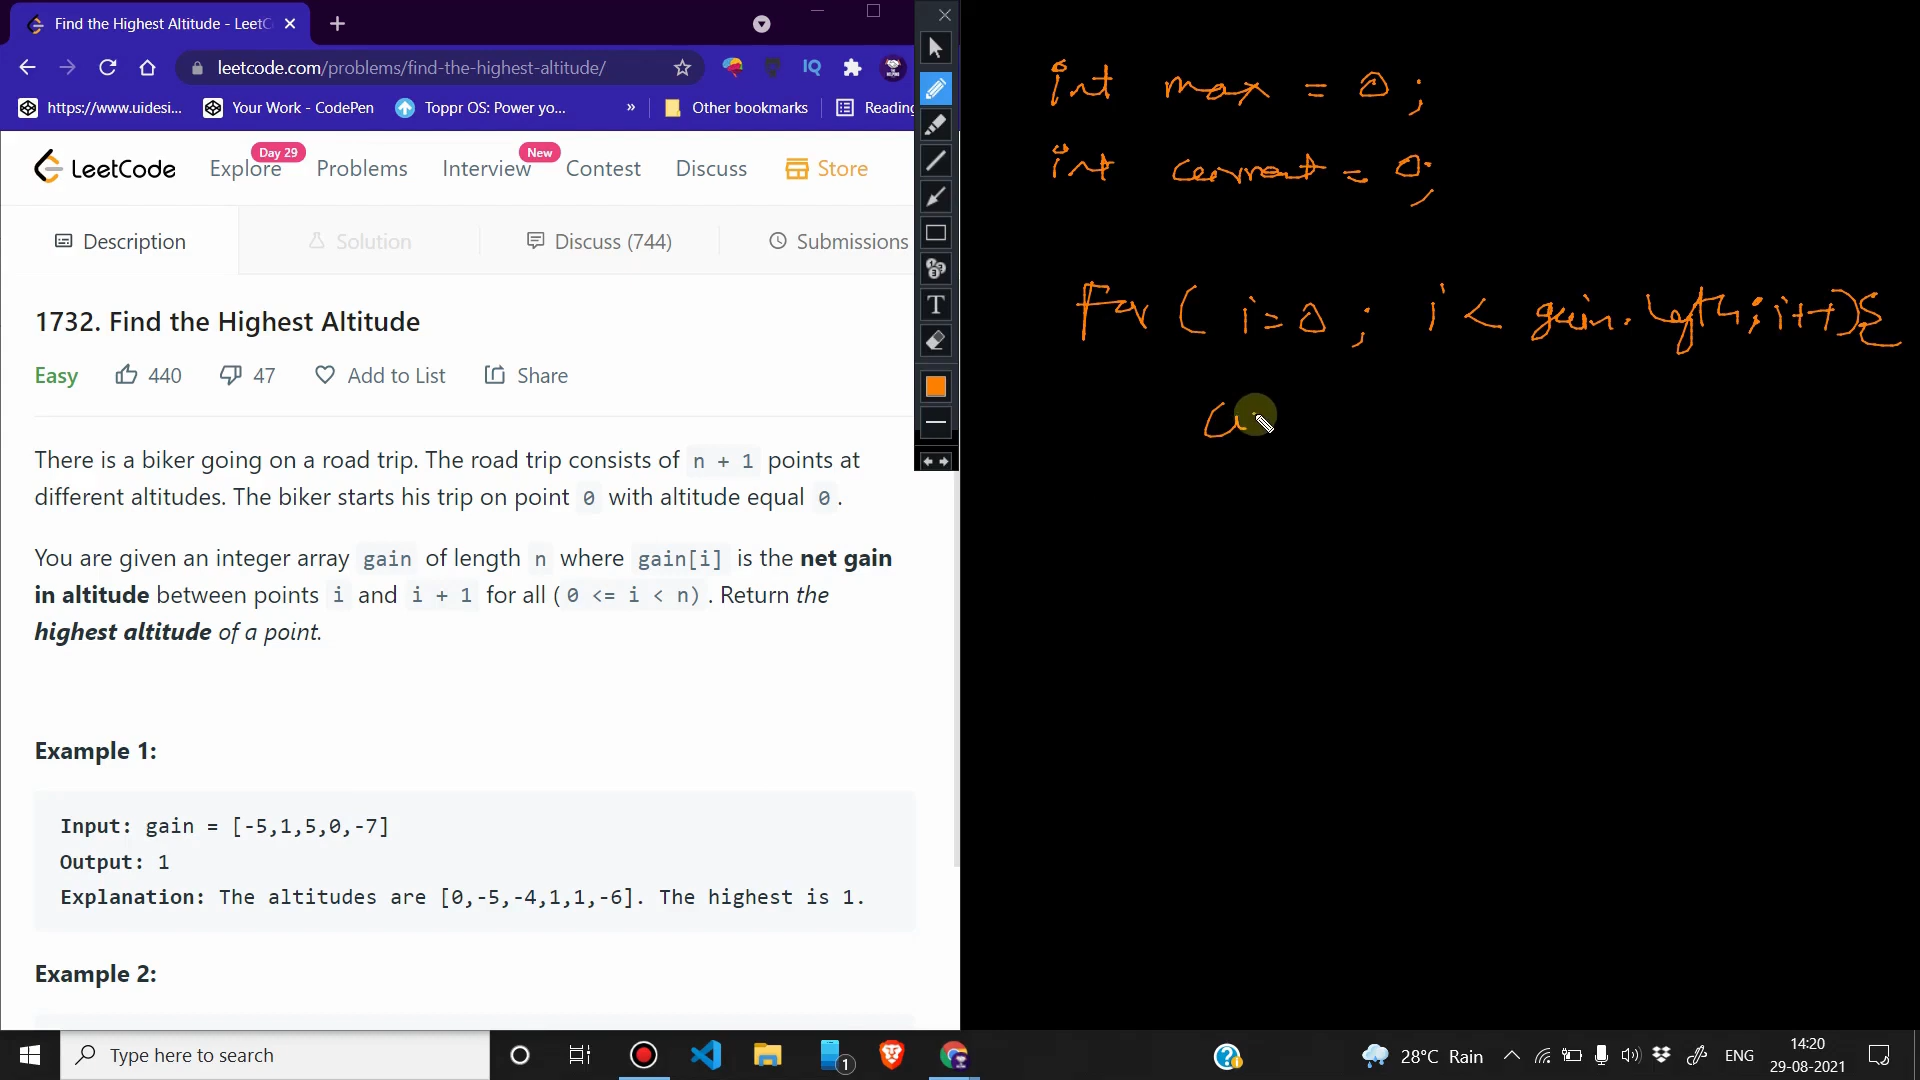 Find the Highest Altitude - LeetC
leetcode.com/problems/find-the-highest-altitude/
https://www.uidesi... Your Work - CodePen Toppr OS: Power yo... » Other bookmarks Reading
LeetCode Explore Day 29 Problems Interview New Contest Discuss Store
Description Solution Discuss (744) Submissions
1732. Find the Highest Altitude
Easy 440 47 Add to List Share
There is a biker going on a road trip. The road trip consists of n + 1 points at
different altitudes. The biker starts his trip on point 0 with altitude equal 0.
You are given an integer array gain of length n where gain[i] is the net gain
in altitude between points i and i + 1 for all (0 <= i < n). Return the
highest altitude of a point.
Example 1:
Input: gain = [-5,1,5,0,-7]
Output: 1
Explanation: The altitudes are [0,-5,-4,1,1,-6]. The highest is 1.
Example 2:
int max = 0;
int current = 0;
For ( i=0 ; i < gain. length; i++){
Type here to search
1
28°C Rain ENG 14:20
29-08-2021